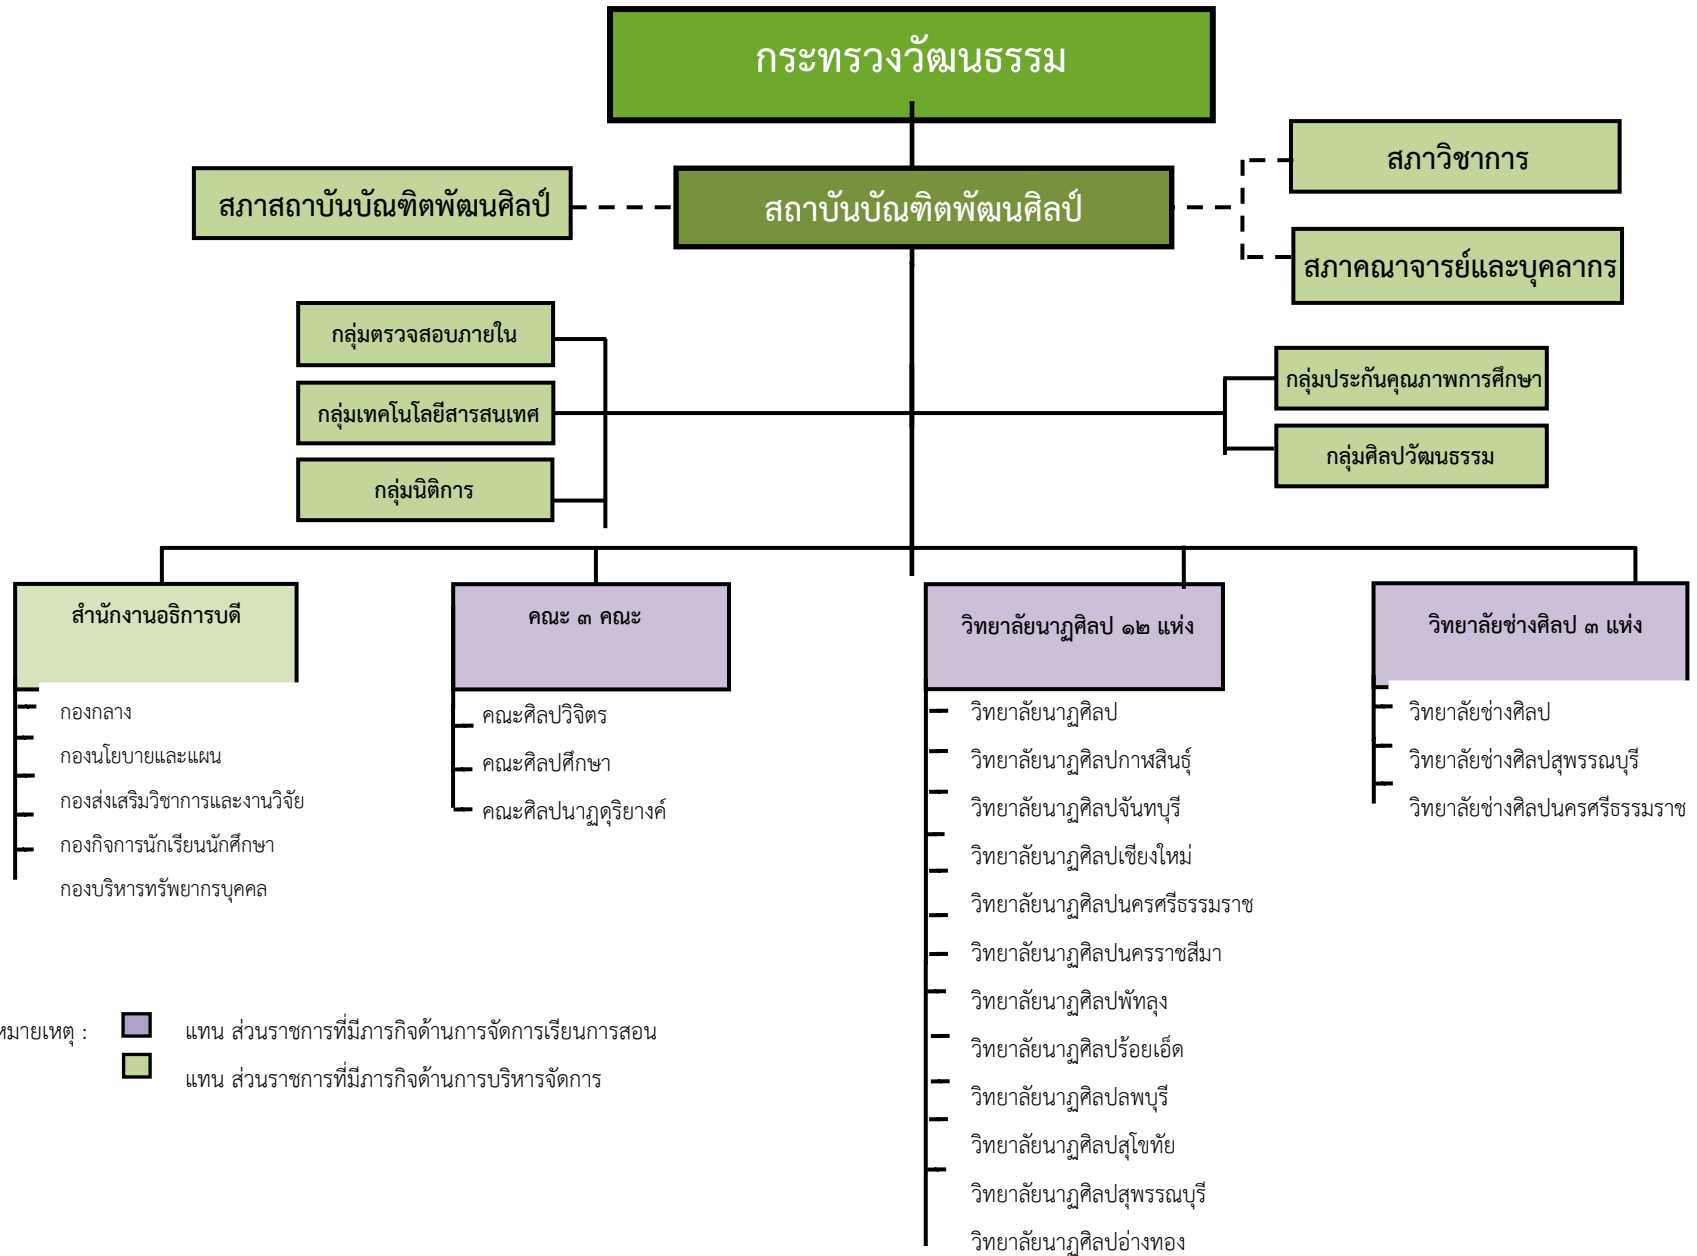 กระทรวงวัฒนธรรม
สภาวิชาการ
สภาสถาบันบัณฑิตพัฒนศิลป์
สถาบันบัณฑิตพัฒนศิลป์
สภาคณาจารย์และบุคลากร
กลุ่มตรวจสอบภายใน
กลุ่มเทคโนโลยีสารสนเทศ
กลุ่มนิติการ
กลุ่มประกันคุณภาพการศึกษา
กลุ่มศิลปวัฒนธรรม
สำนักงานอธิการบดี
กองกลาง
กองนโยบายและแผน
กองส่งเสริมวิชาการและงานวิจัย
กองกิจการนักเรียนนักศึกษา
กองบริหารทรัพยากรบุคคล
คณะ ๓ คณะ
คณะศิลปวิจิตร
คณะศิลปศึกษา
คณะศิลปนาฏดุริยางค์
วิทยาลัยนาฏศิลป ๑๒ แห่ง
วิทยาลัยนาฏศิลป
วิทยาลัยนาฏศิลปกาฬสินธุ์
วิทยาลัยนาฏศิลปจันทบุรี
วิทยาลัยนาฏศิลปเชียงใหม่
วิทยาลัยนาฏศิลปนครศรีธรรมราช
วิทยาลัยนาฏศิลปนครราชสีมา
วิทยาลัยนาฏศิลปพัทลุง
วิทยาลัยนาฏศิลปร้อยเอ็ด
วิทยาลัยนาฏศิลปลพบุรี
วิทยาลัยนาฏศิลปสุโขทัย
วิทยาลัยนาฏศิลปสุพรรณบุรี
วิทยาลัยนาฏศิลปอ่างทอง
วิทยาลัยช่างศิลป ๓ แห่ง
วิทยาลัยช่างศิลป
วิทยาลัยช่างศิลปสุพรรณบุรี
วิทยาลัยช่างศิลปนครศรีธรรมราช
หมายเหตุ : แทน ส่วนราชการที่มีภารกิจด้านการจัดการเรียนการสอน
แทน ส่วนราชการที่มีภารกิจด้านการบริหารจัดการ